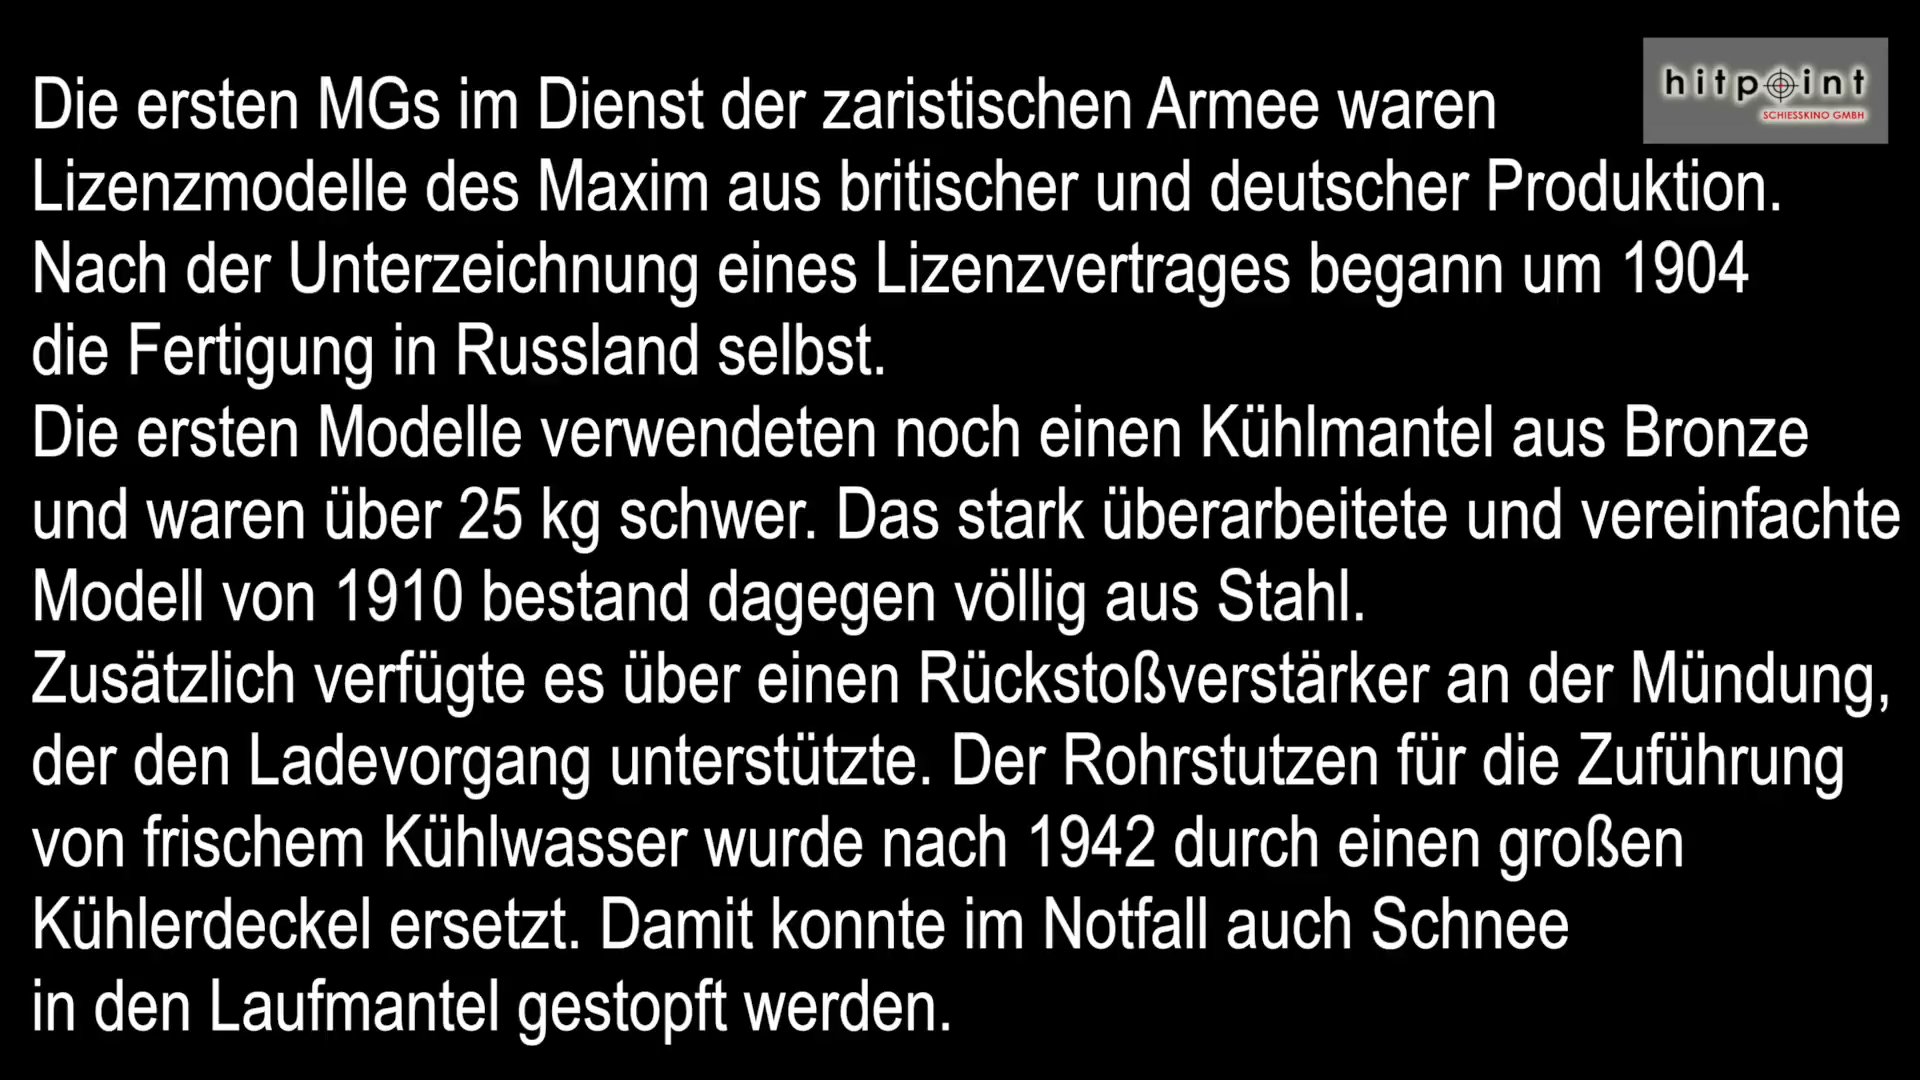 Die ersten MGs im Dienst der zaristischen Armee waren
Lizenzmodelle des Maxim aus britischer und deutscher Produktion.
Nach der Unterzeichnung eines Lizenzvertrages begann um 1904
die Fertigung in Russland selbst.
Die ersten Modelle verwendeten noch einen Kühlmantel aus Bronze
und waren über 25 kg schwer. Das stark überarbeitete und vereinfachte
Modell von 1910 bestand dagegen völlig aus Stahl.
Zusätzlich verfügte es über einen Rückstoßverstärker an der Mündung,
der den Ladevorgang unterstützte. Der Rohrstutzen für die Zuführung
von frischem Kühlwasser wurde nach 1942 durch einen großen
Kühlerdeckel ersetzt. Damit konnte im Notfall auch Schnee
in den Laufmantel gestopft werden.
hitpoint
SCHIESSKINO GMBH